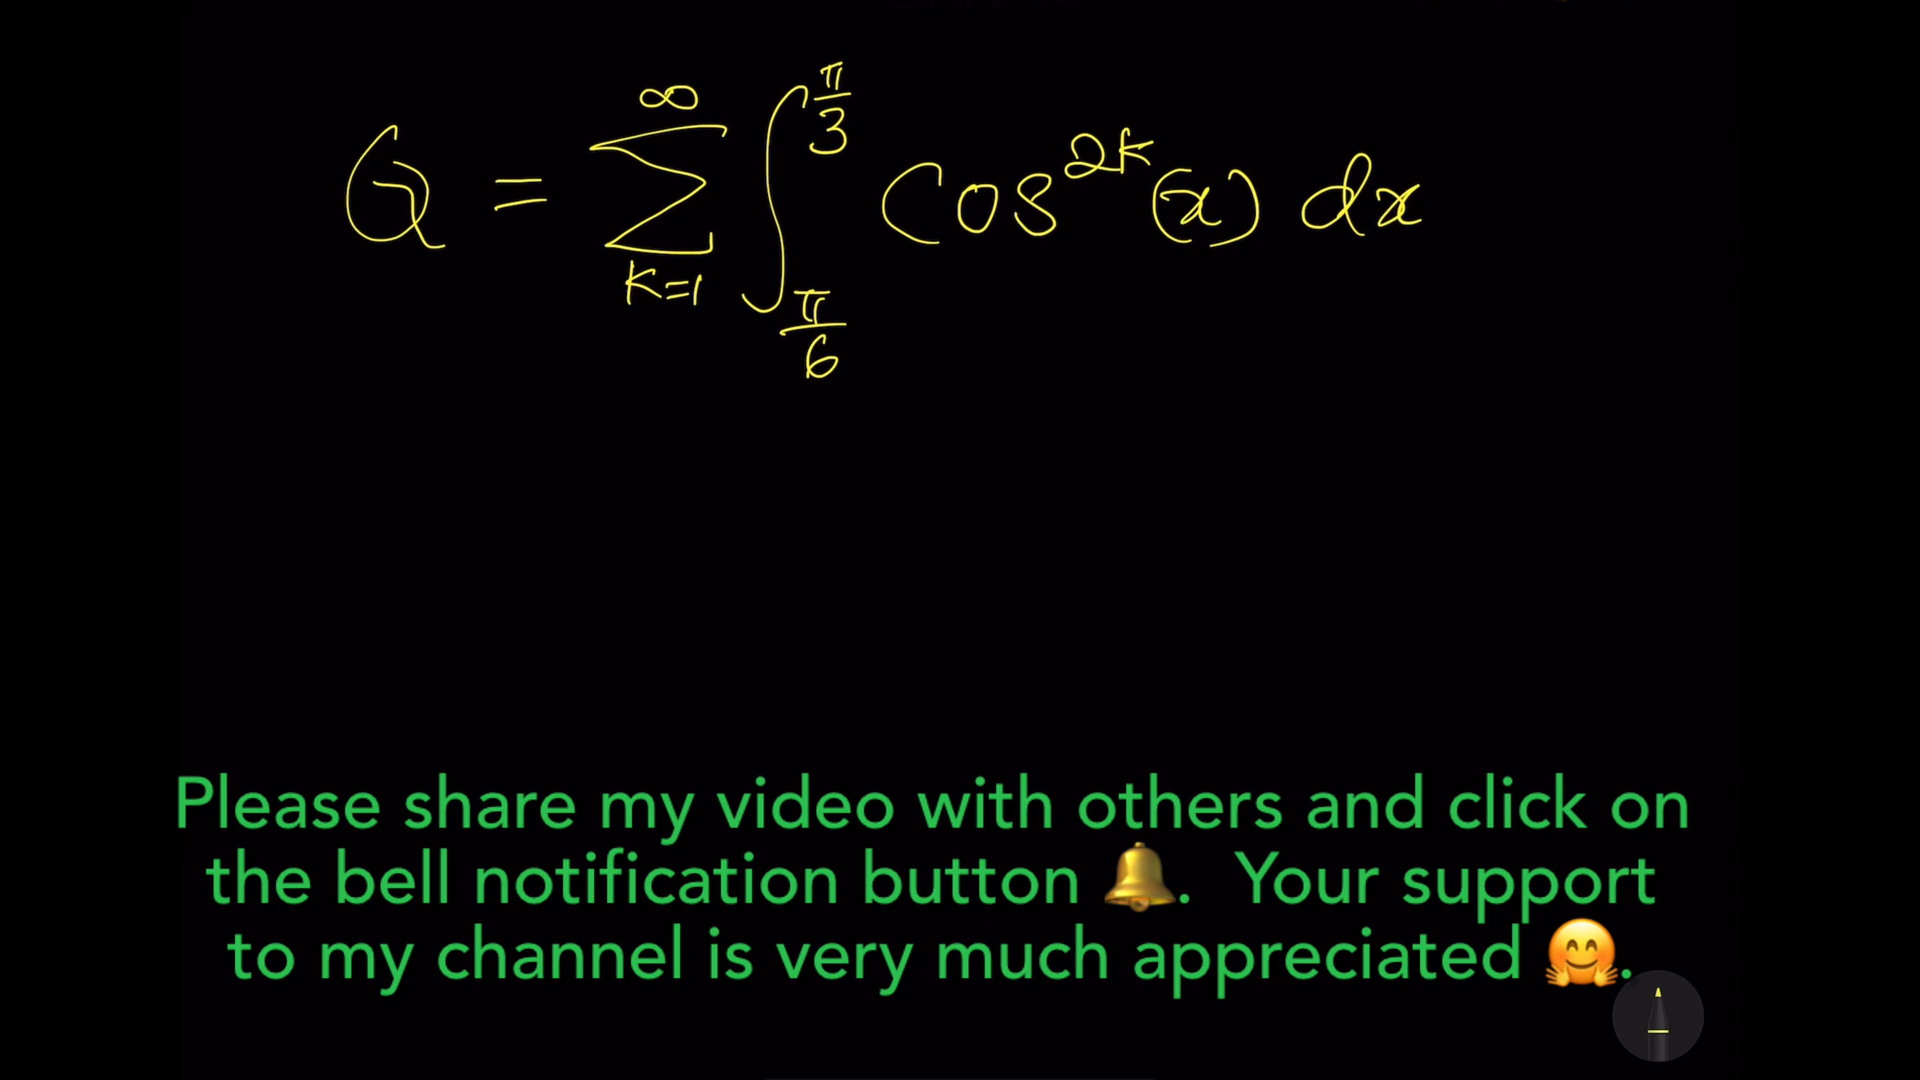 G = ∑_{K=1}^{∞} ∫_{π/6}^{π/3} Cos^{2K}(x) dx
Please share my video with others and click on
the bell notification button 🔔. Your support
to my channel is very much appreciated 🤗.